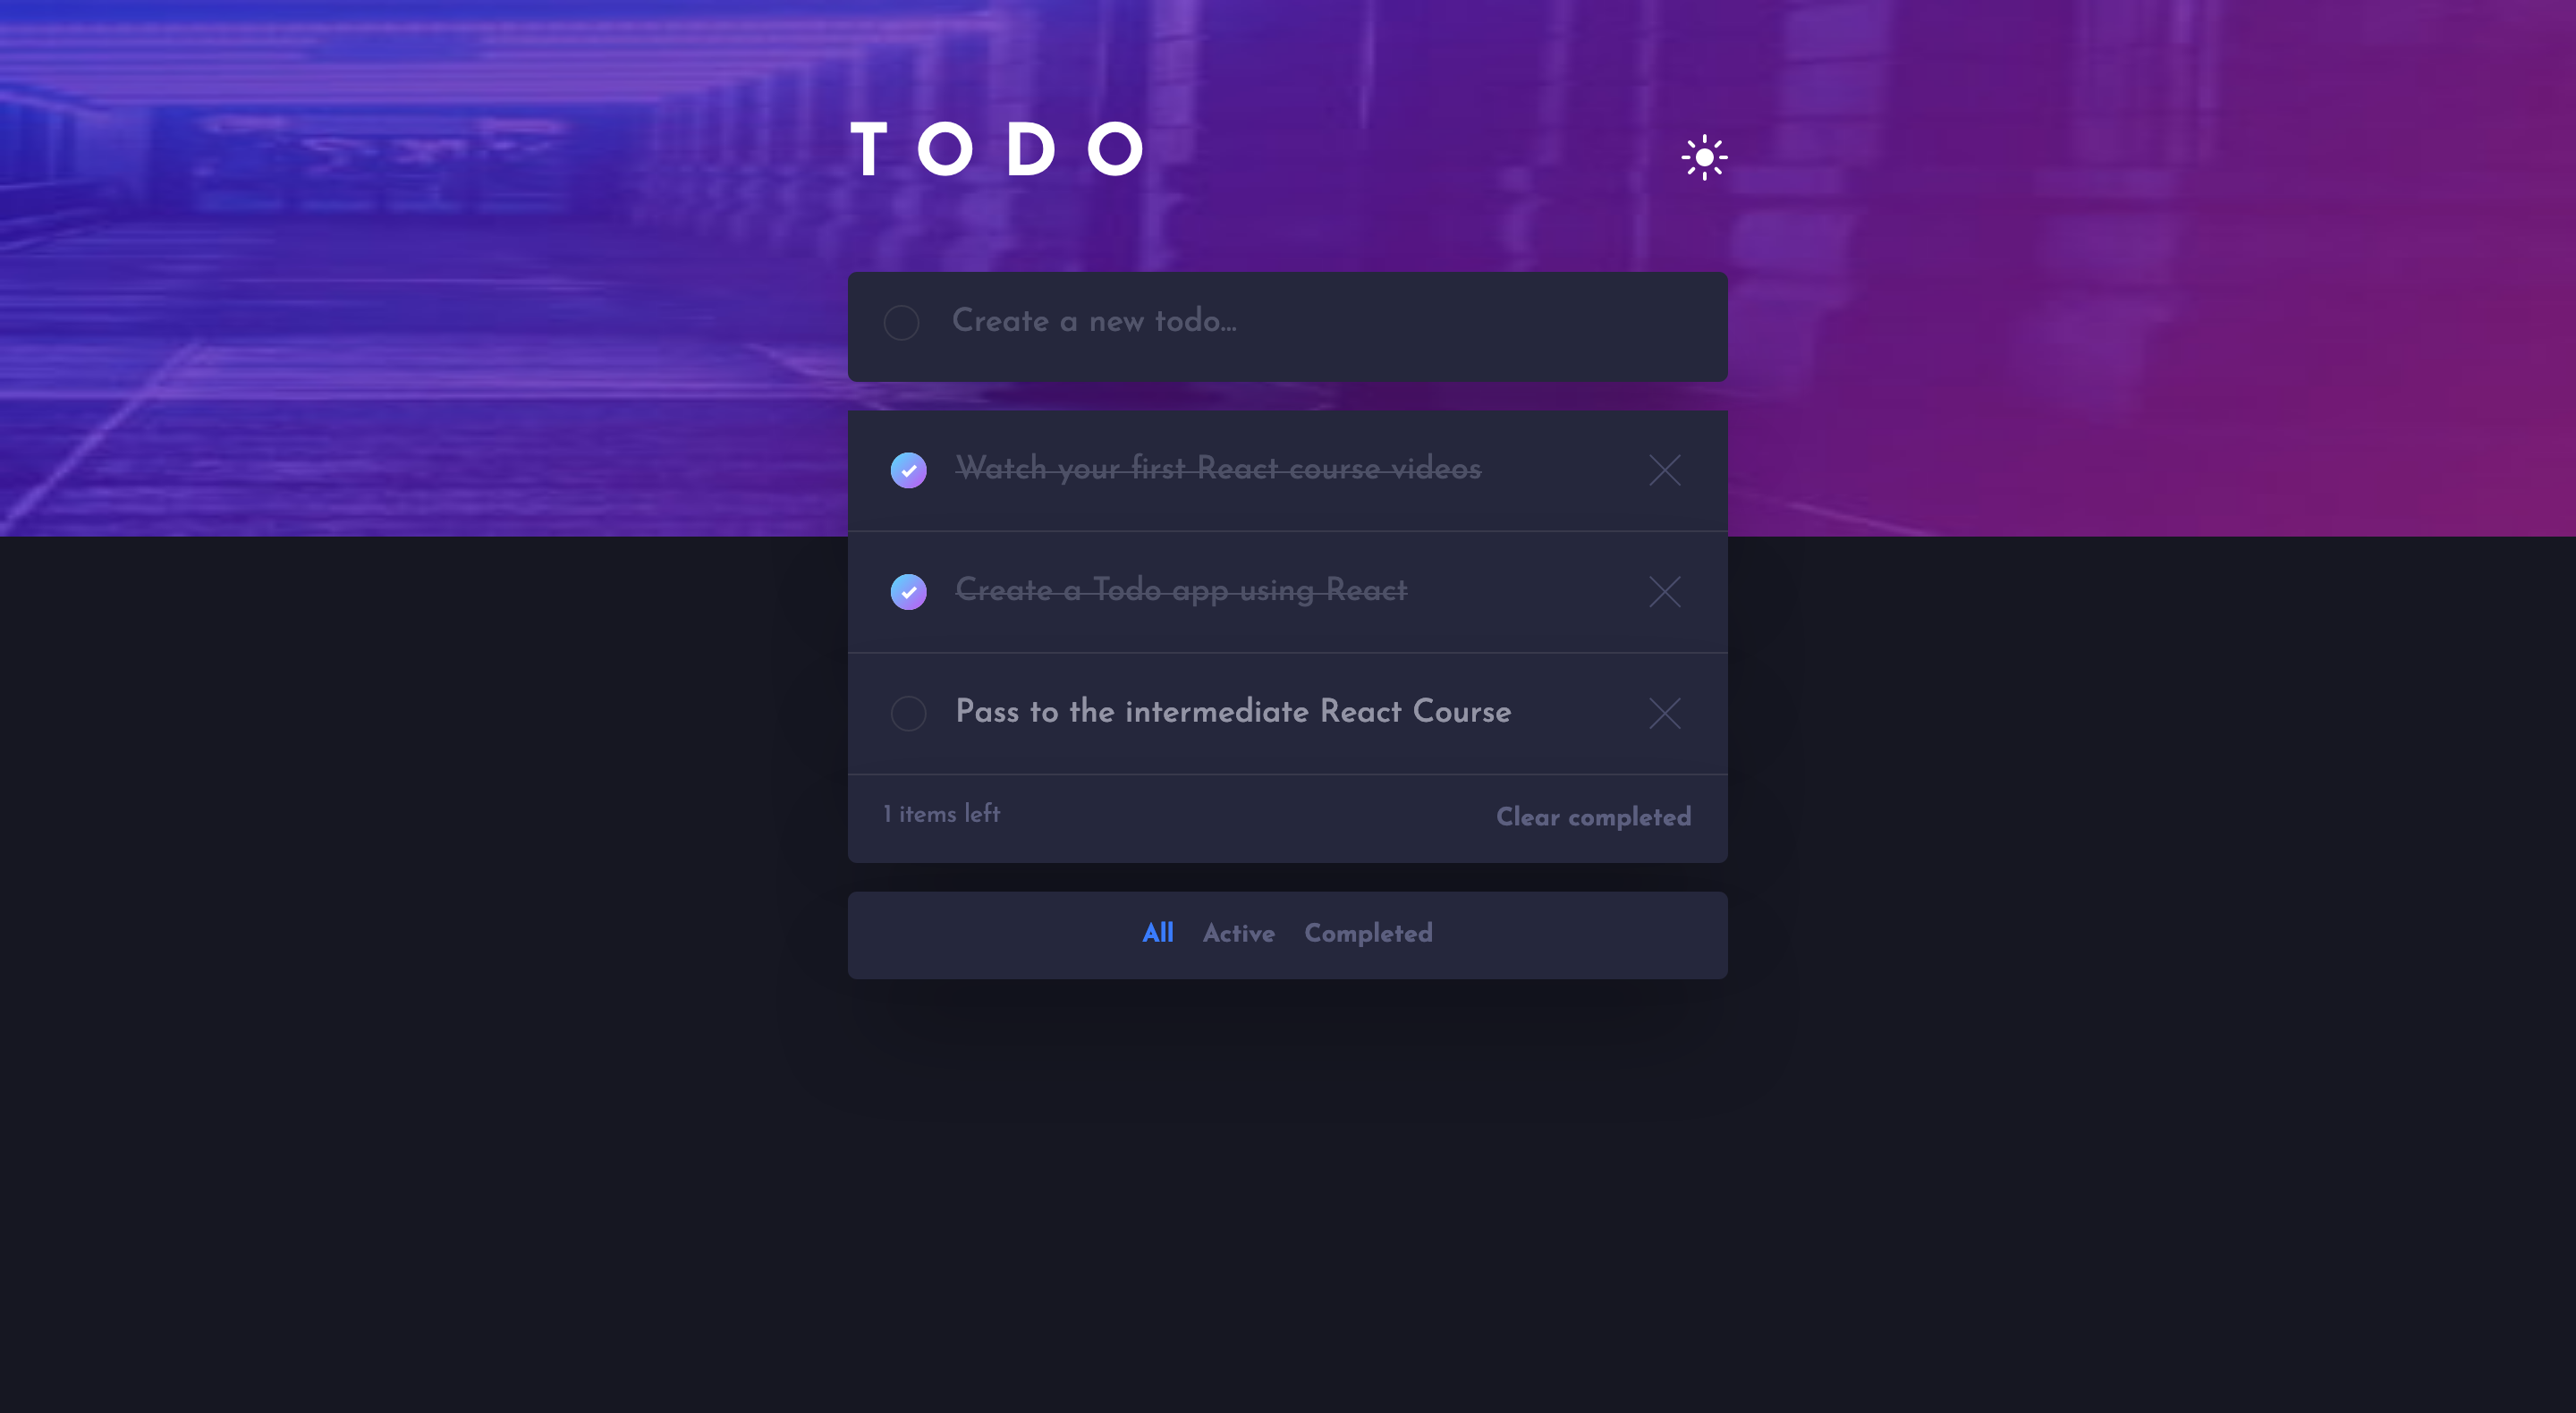 TODO
Create a new todo...
Watch your first React course videos
Create a Todo app using React
Pass to the intermediate React Course
1 items left
Clear completed
All Active Completed